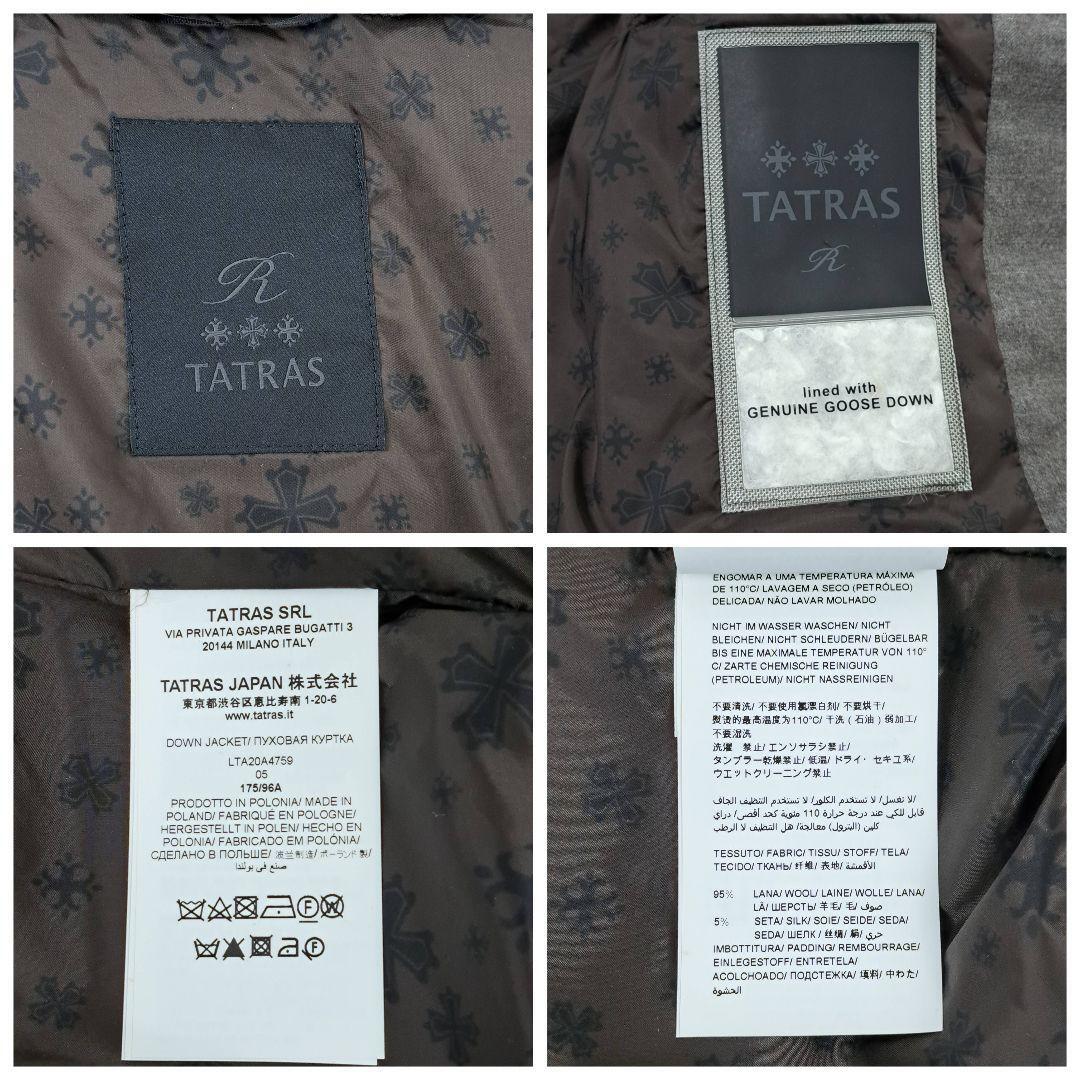 R
TATRAS
TATRAS
R
lined with
GENUINE GOOSE DOWN
TATRAS SRL
VIA PRIVATA GASPARE BUGATTI 3
20144 MILANO ITALY
TATRAS JAPAN 株式会社
東京都渋谷区恵比寿南 1-20-6
www.tatras.it
DOWN JACKET/ ПУХОВАЯ КУРТКА
LTA20A4759
05
175/96A
PRODOTTO IN POLONIA/ MADE IN
POLAND/ FABRIQUÉ EN POLOGNE/
HERGESTELLT IN POLEN/ HECHO EN
POLONIA/ FABRICADO EM POLÓNIA/
СДЕЛАНО В ПОЛЬШЕ/ 波兰制造/ ポーランド製/
صنع في بولندا
F W
F
ENGOMAR A UMA TEMPERATURA MÁXIMA
DE 110°C/ LAVAGEM A SECO (PETRÓLEO)
DELICADA/ NÃO LAVAR MOLHADO
NICHT IM WASSER WASCHEN/ NICHT
BLEICHEN/ NICHT SCHLEUDERN/ BÜGELBAR
BIS EINE MAXIMALE TEMPERATUR VON 110°
C/ ZARTE CHEMISCHE REINIGUNG
(PETROLEUM)/ NICHT NASSREINIGEN
不要清洗/ 不要使用氯漂白剂/ 不要烘干/
熨烫的最高温度为110°C/ 干洗（石油）弱加工/
不要湿洗
洗濯 禁止/ エンソサラシ禁止/
タンブラー乾燥禁止/ 低温/ ドライ・セキユ系/
ウエットクリーニング禁止
لا تغسل/ لا تستخدم الكلور/ لا تستخدم التنظيف الجاف/
قابل للكي عند درجة حرارة 110 مئوية كحد أقصى/ دراي
كلين (البترول) معالجة/ هل التنظيف لا الرطب
TESSUTO/ FABRIC/ TISSU/ STOFF/ TELA/
TECIDO/ ТКАНЬ/ 纤维/ 表地/ الأقمشة
95% LANA/ WOOL/ LAINE/ WOLLE/ LANA/
LÃ/ ШЕРСТЬ/ 羊毛/ 毛/ صوف
5% SETA/ SILK/ SOIE/ SEIDE/ SEDA/
SEDA/ ШЕЛК/ 丝绸/ 絹/ حري
IMBOTTITURA/ PADDING/ REMBOURRAGE/
EINLEGESTOFF/ ENTRETELA/
ACOLCHOADO/ ПОДСТЕЖКА/ 填料/ 中わた/
الحشوة